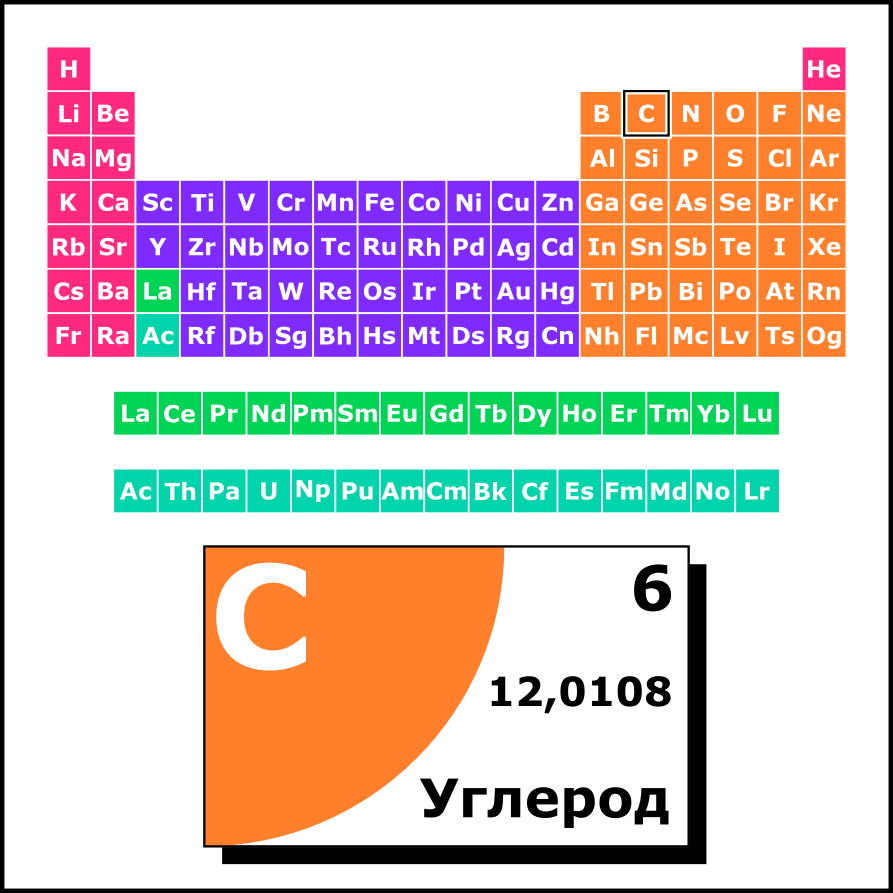 H He
Li Be B C N O F Ne
Na Mg Al Si P S Cl Ar
K Ca Sc Ti V Cr Mn Fe Co Ni Cu Zn Ga Ge As Se Br Kr
Rb Sr Y Zr Nb Mo Tc Ru Rh Pd Ag Cd In Sn Sb Te I Xe
Cs Ba La Hf Ta W Re Os Ir Pt Au Hg Tl Pb Bi Po At Rn
Fr Ra Ac Rf Db Sg Bh Hs Mt Ds Rg Cn Nh Fl Mc Lv Ts Og
La Ce Pr Nd Pm Sm Eu Gd Tb Dy Ho Er Tm Yb Lu
Ac Th Pa U Np Pu Am Cm Bk Cf Es Fm Md No Lr
C 6
12,0108
Углерод